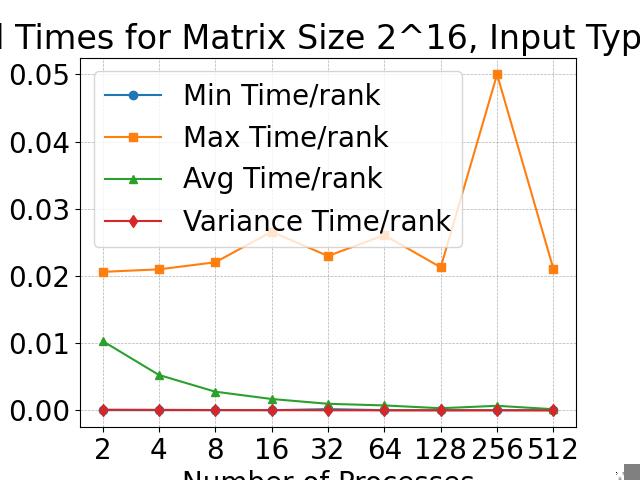 Times for Matrix Size 2^16, Input
0.05
0.04
0.03
0.02
0.01
0.00
Min Time/rank
Max Time/rank
Avg Time/rank
Variance Time/rank
2 4 8 16 32 64 128 256 512
Number of Processes